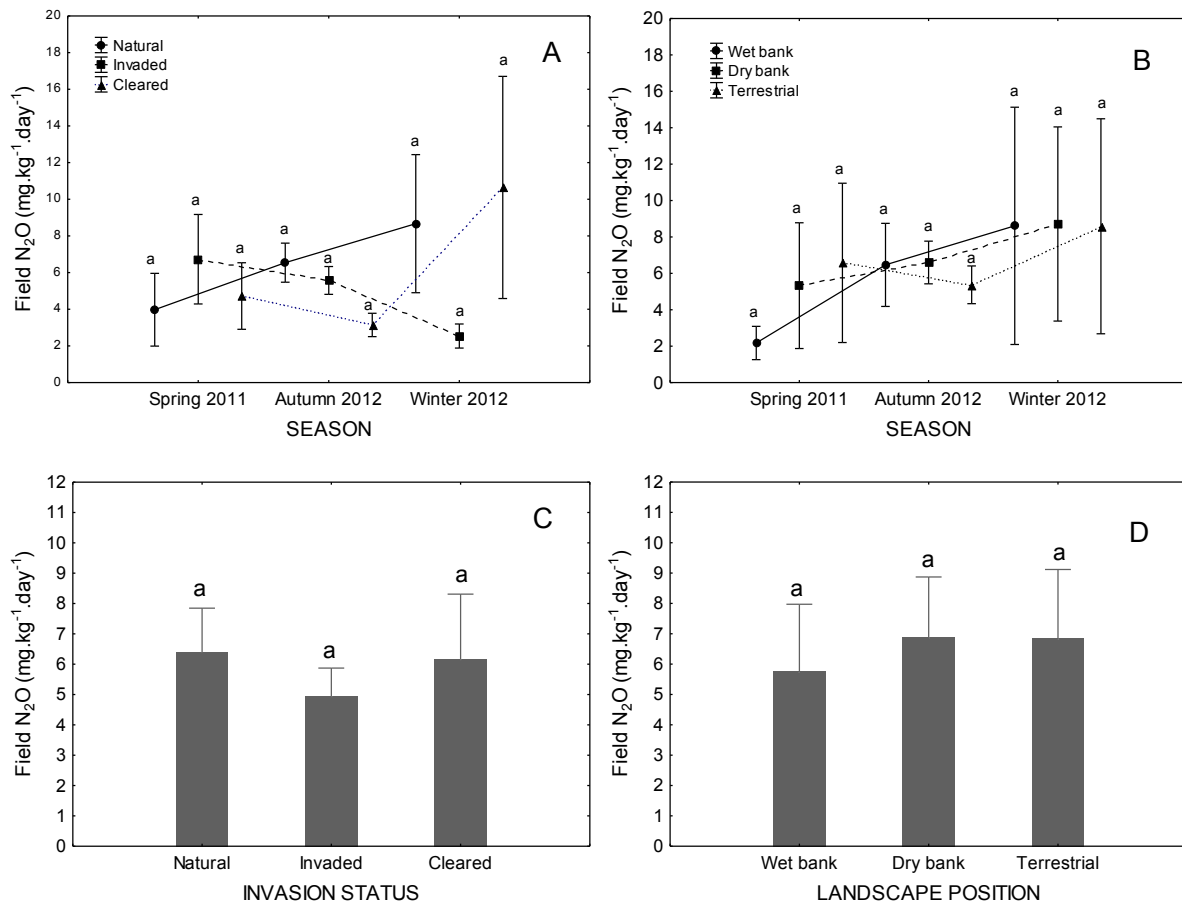 A
Natural
Invaded
Cleared
Field N₂O (mg.kg⁻¹.day⁻¹)
20
18
16
14
12
10
8
6
4
2
0
a a a a a a a a a
Spring 2011 Autumn 2012 Winter 2012
SEASON
B
Wet bank
Dry bank
Terrestrial
Field N₂O (mg.kg⁻¹.day⁻¹)
20
18
16
14
12
10
8
6
4
2
0
a a a a a a a a a
Spring 2011 Autumn 2012 Winter 2012
SEASON
C
Field N₂O (mg.kg⁻¹.day⁻¹)
12
11
10
9
8
7
6
5
4
3
2
1
0
a a a
Natural Invaded Cleared
INVASION STATUS
D
Field N₂O (mg.kg⁻¹.day⁻¹)
12
11
10
9
8
7
6
5
4
3
2
1
0
a a a
Wet bank Dry bank Terrestrial
LANDSCAPE POSITION